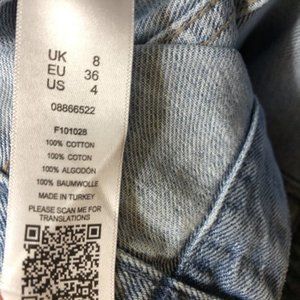 UK 8
EU 36
US 4
08866522
F101028
100% COTTON
100% COTON
100% ALGODÓN
100% BAUMWOLLE
MADE IN TURKEY
PLEASE SCAN ME FOR
TRANSLATIONS